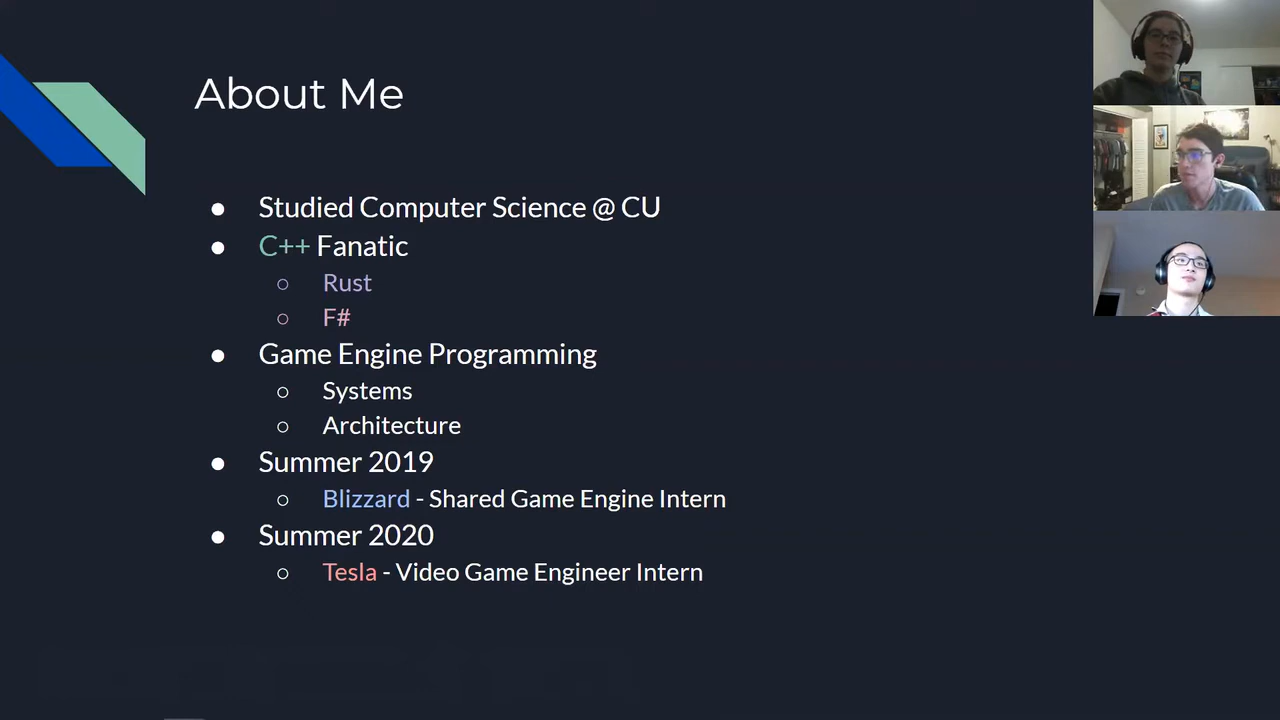 About Me
Studied Computer Science @ CU
C++ Fanatic
Rust
F#
Game Engine Programming
Systems
Architecture
Summer 2019
Blizzard - Shared Game Engine Intern
Summer 2020
Tesla - Video Game Engineer Intern